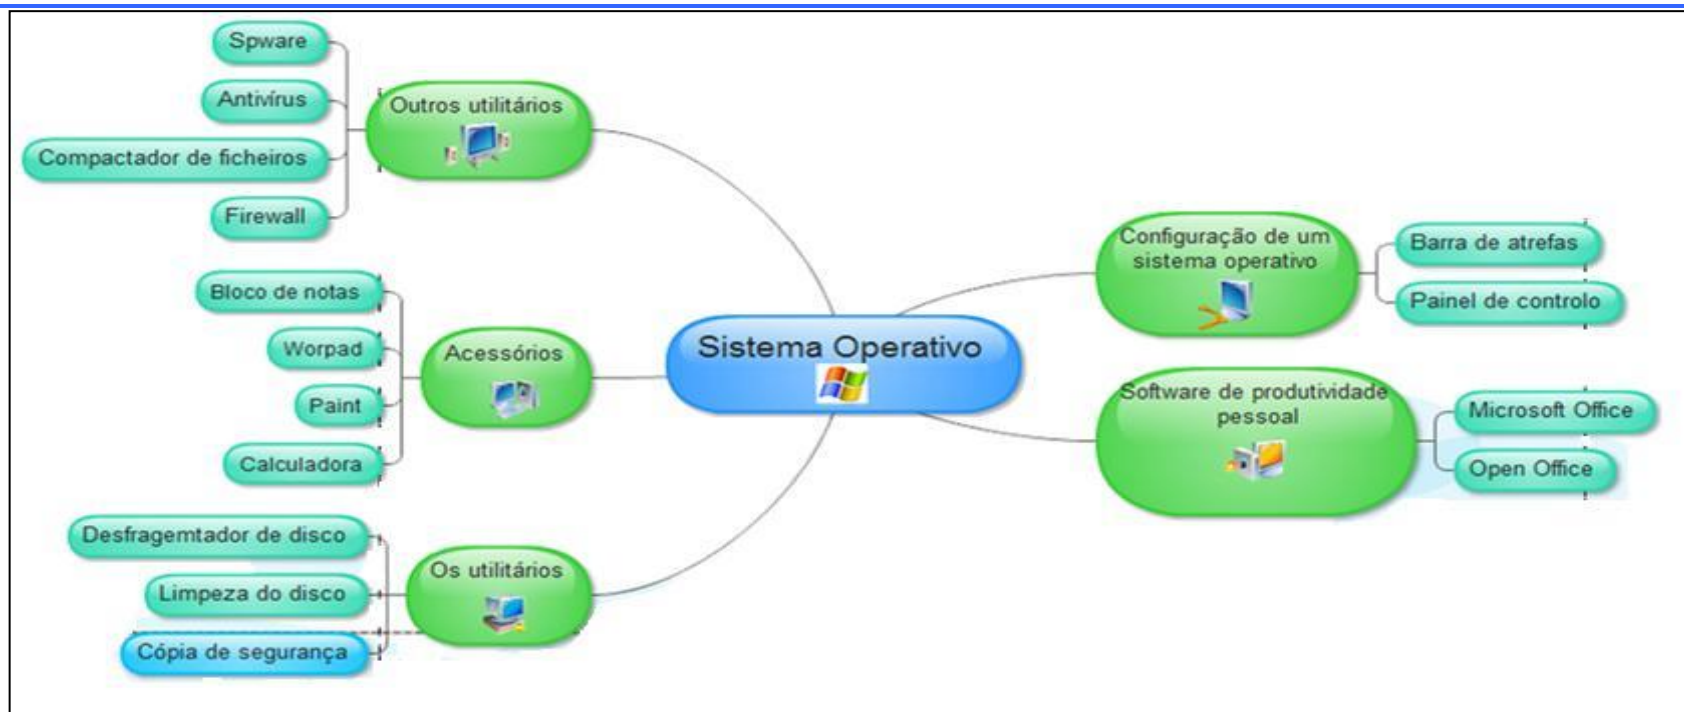 Spware
Antivírus
Compactador de ficheiros
Firewall
Outros utilitários
Bloco de notas
Worpad
Paint
Calculadora
Acessórios
Desfragemtador de disco
Limpeza do disco
Cópia de segurança
Os utilitários
Sistema Operativo
Configuração de um
sistema operativo
Barra de atrefas
Painel de controlo
Software de produtividade
pessoal
Microsoft Office
Open Office